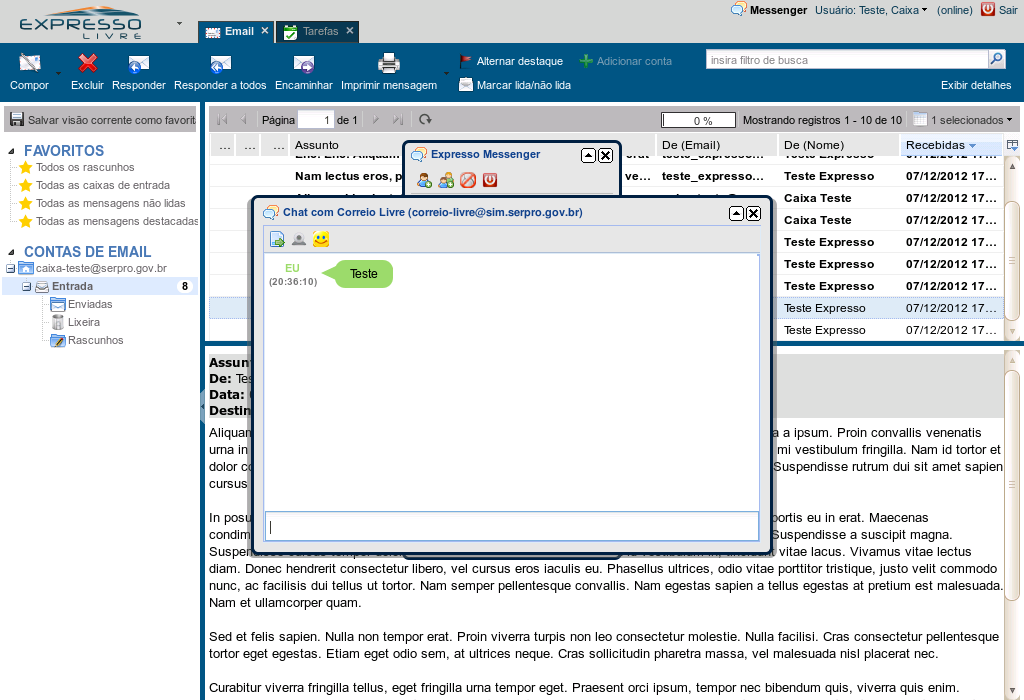 EXPRESSO
LIVRE
Messenger Usuário: Teste, Caixa (online) Sair
Email Tarefas
Compor Excluir Responder Responder a todos Encaminhar Imprimir mensagem
Alternar destaque Adicionar conta
Marcar lida/não lida
insira filtro de busca
Exibir detalhes
Salvar visão corrente como favorit
FAVORITOS
Todos os rascunhos
Todas as caixas de entrada
Todas as mensagens não lidas
Todas as mensagens destacadas
CONTAS DE EMAIL
caixa-teste@serpro.gov.br
Entrada 8
Enviadas
Lixeira
Rascunhos
Página 1 de 1
0 % Mostrando registros 1 - 10 de 10 1 selecionados
... ... ... Assunto De (Email) De (Nome) Recebidas
Enc: Enc: Aliquam erat teste_expresso... Teste Expresso 07/12/2012 17...
Nam lectus eros, p ve... teste_expresso... Teste Expresso 07/12/2012 17...
Caixa Teste 07/12/2012 17...
Caixa Teste 07/12/2012 17...
Teste Expresso 07/12/2012 17...
Teste Expresso 07/12/2012 17...
Teste Expresso 07/12/2012 17...
Teste Expresso 07/12/2012 17...
Teste Expresso 07/12/2012 17...
Expresso Messenger
Chat com Correio Livre (correio-livre@sim.serpro.gov.br)
EU
(20:36:10)
Teste
Assun
De: Tes
Data:
Destin
Aliquam a a ipsum. Proin convallis venenatis
urna in mi vestibulum fringilla. Nam id tortor et
dolor co Suspendisse rutrum dui sit amet sapien
cursus
In posu portis eu in erat. Maecenas
condim Suspendisse a suscipit magna.
Suspen vitae lacus. Vivamus vitae lectus
diam. Donec hendrerit consectetur libero, vel cursus eros iaculis eu. Phasellus ultrices, odio vitae porttitor tristique, justo velit commodo
nunc, ac facilisis dui tellus ut tortor. Nam semper pellentesque convallis. Nam egestas sapien a tellus egestas at pretium est malesuada.
Nam et ullamcorper quam.
Sed et felis sapien. Nulla non tempor erat. Proin viverra turpis non leo consectetur molestie. Nulla facilisi. Cras consectetur pellentesque
tortor eget egestas. Etiam eget odio sem, at ultrices neque. Cras sollicitudin pharetra massa, vel malesuada nisl placerat nec.
Curabitur viverra fringilla tellus, eget fringilla urna tempor eget. Praesent orci ipsum, tempor nec bibendum quis, viverra quis enim.